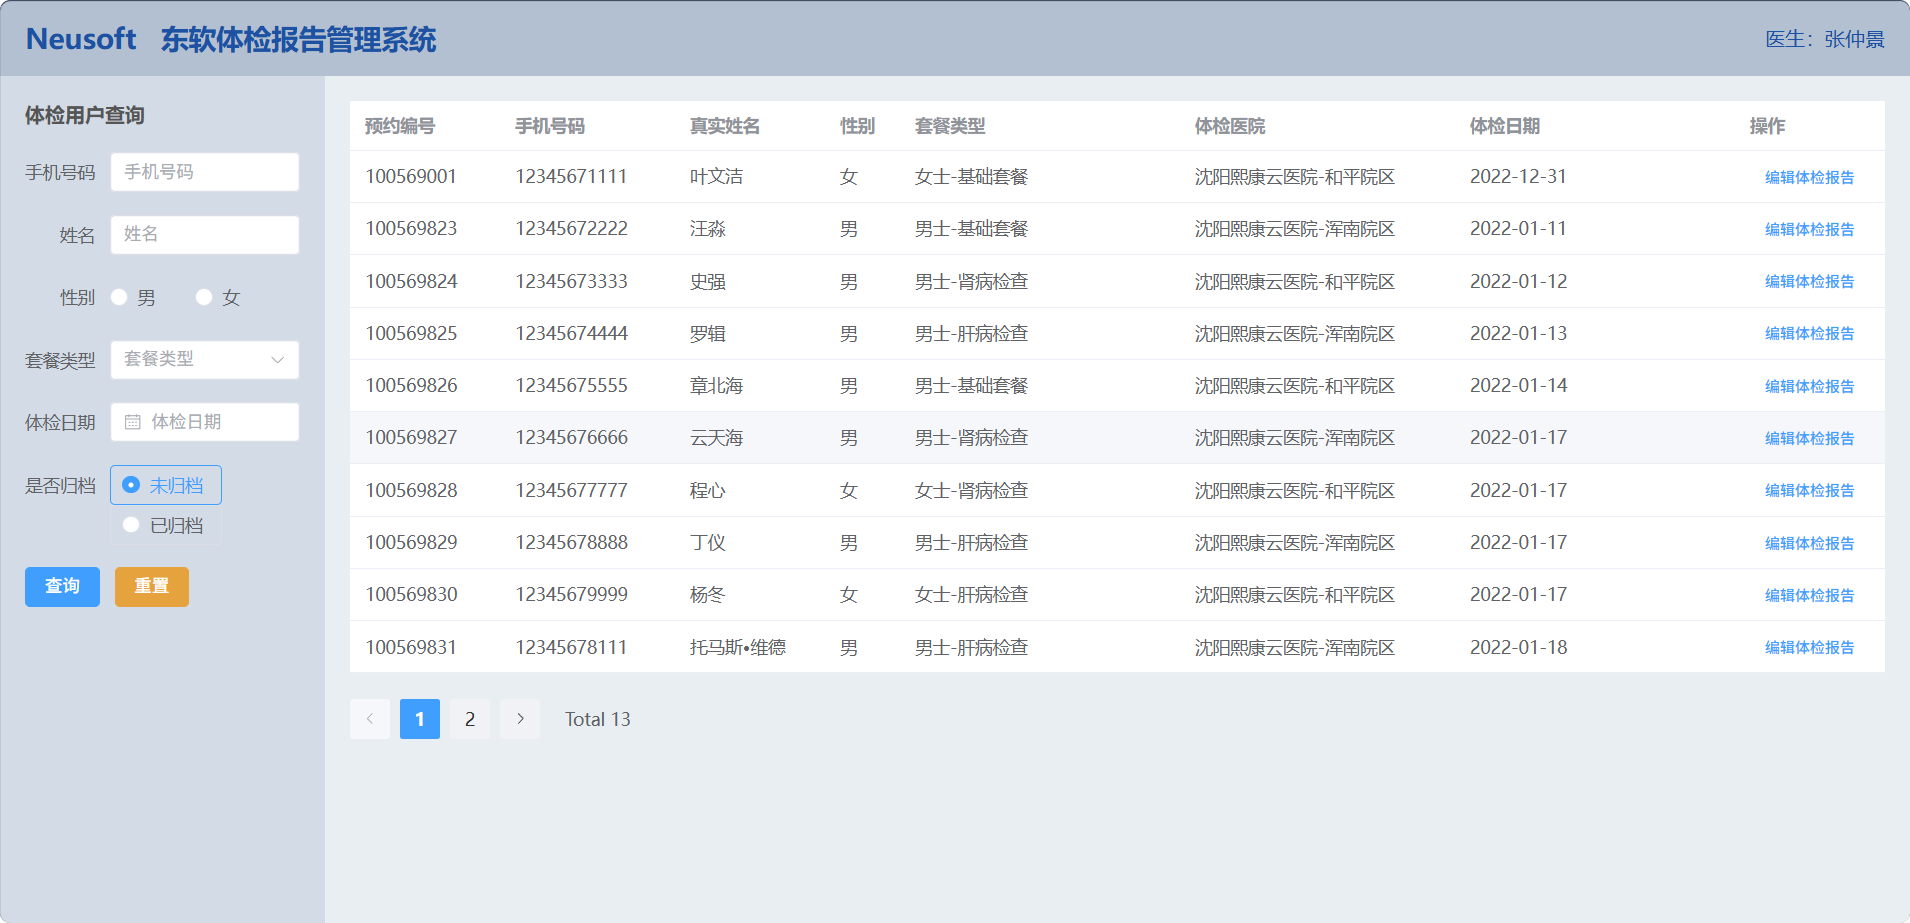 Neusoft 东软体检报告管理系统
医生：张仲景
体检用户查询
手机号码 手机号码
姓名 姓名
性别 男 女
套餐类型 套餐类型
体检日期 体检日期
是否归档 未归档
已归档
查询 重置
预约编号 手机号码 真实姓名 性别 套餐类型 体检医院 体检日期 操作
100569001 12345671111 叶文洁 女 女士-基础套餐 沈阳熙康云医院-和平院区 2022-12-31 编辑体检报告
100569823 12345672222 汪淼 男 男士-基础套餐 沈阳熙康云医院-浑南院区 2022-01-11 编辑体检报告
100569824 12345673333 史强 男 男士-肾病检查 沈阳熙康云医院-和平院区 2022-01-12 编辑体检报告
100569825 12345674444 罗辑 男 男士-肝病检查 沈阳熙康云医院-浑南院区 2022-01-13 编辑体检报告
100569826 12345675555 章北海 男 男士-基础套餐 沈阳熙康云医院-和平院区 2022-01-14 编辑体检报告
100569827 12345676666 云天海 男 男士-肾病检查 沈阳熙康云医院-浑南院区 2022-01-17 编辑体检报告
100569828 12345677777 程心 女 女士-肾病检查 沈阳熙康云医院-和平院区 2022-01-17 编辑体检报告
100569829 12345678888 丁仪 男 男士-肝病检查 沈阳熙康云医院-浑南院区 2022-01-17 编辑体检报告
100569830 12345679999 杨冬 女 女士-肝病检查 沈阳熙康云医院-和平院区 2022-01-17 编辑体检报告
100569831 12345678111 托马斯•维德 男 男士-肝病检查 沈阳熙康云医院-浑南院区 2022-01-18 编辑体检报告
1 2 Total 13